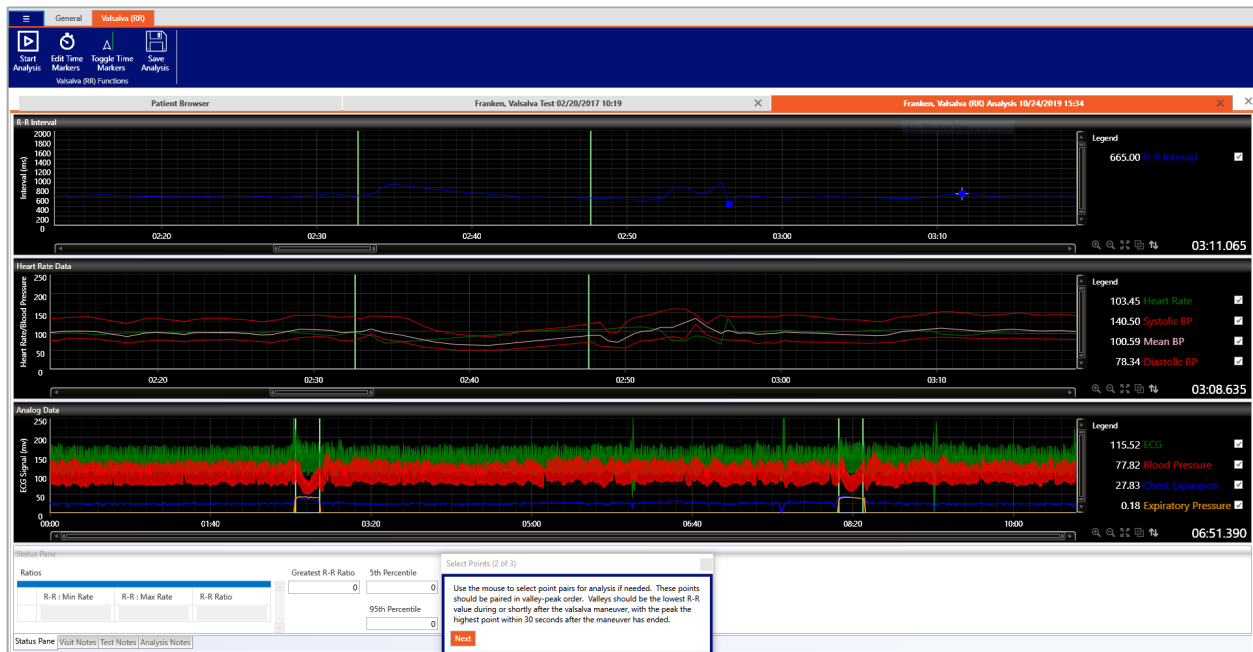 General
Valsalva (RR)
Start Analysis
Edit Time Markers
Toggle Time Markers
Save Analysis
Valsalva (RR) Functions
Patient Browser
Franken, Valsalva Test 02/20/2017 10:19
Franken, Valsalva (RR) Analysis 10/24/2019 15:34
R-R Interval
Interval (ms)
2000
1800
1600
1400
1200
1000
800
600
400
200
0
02:20 02:30 02:40 02:50 03:00 03:10
Legend
665.00 R-R Interval
03:11.065
Heart Rate Data
Heart Rate/Blood Pressure
250
200
150
100
50
0
02:20 02:30 02:40 02:50 03:00 03:10
Legend
103.45 Heart Rate
140.50 Systolic BP
100.59 Mean BP
78.34 Diastolic BP
03:08.635
Analog Data
ECG Signal (mv)
250
200
150
100
50
0
00:00 01:40 03:20 05:00 06:40 08:20 10:00
Legend
115.52 ECG
77.82 Blood Pressure
27.83 Chest Expansion
0.18 Expiratory Pressure
06:51.390
Status Pane
Ratios
R-R : Min Rate R-R : Max Rate R-R Ratio
Greatest R-R Ratio
0
5th Percentile
0
95th Percentile
0
Select Points (2 of 3)
Use the mouse to select point pairs for analysis if needed. These points
should be paired in valley-peak order. Valleys should be the lowest R-R
value during or shortly after the valsalva maneuver, with the peak the
highest point within 30 seconds after the maneuver has ended.
Next
Status Pane Visit Notes Test Notes Analysis Notes